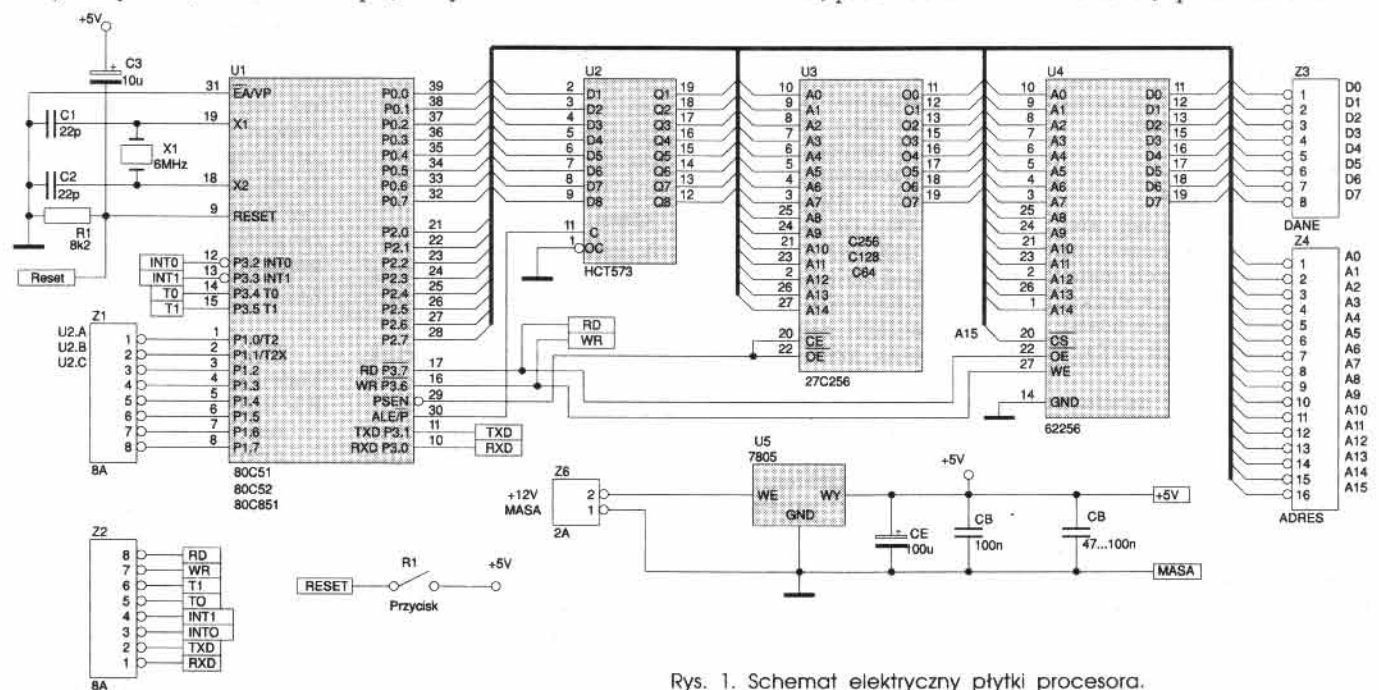 +5V
C3
10u
C1
22p
X1
6MHz
C2
22p
R1
8k2
Reset
INT0
INT1
T0
T1
U1
31 EA/VP
19 X1
18 X2
9 RESET
12 P3.2 INT0
13 P3.3 INT1
14 P3.4 T0
15 P3.5 T1
1 P1.0/T2
2 P1.1/T2X
3 P1.2
4 P1.3
5 P1.4
6 P1.5
7 P1.6
8 P1.7
P0.0 39
P0.1 38
P0.2 37
P0.3 36
P0.4 35
P0.5 34
P0.6 33
P0.7 32
P2.0 21
P2.1 22
P2.2 23
P2.3 24
P2.4 25
P2.5 26
P2.6 27
P2.7 28
RD P3.7 17
WR P3.6 16
PSEN 29
ALE/P 30
TXD P3.1 11
RXD P3.0 10
80C51
80C52
80C851
TXD
RXD
RD
WR
Z1
U2.A
U2.B
U2.C
1
2
3
4
5
6
7
8
8A
U2
2 D1 Q1 19
3 D2 Q2 18
4 D3 Q3 17
5 D4 Q4 16
6 D5 Q5 15
7 D6 Q6 14
8 D7 Q7 13
9 D8 Q8 12
11 C
1 OC
HCT573
U3
10 A0 O0 11
9 A1 O1 12
8 A2 O2 13
7 A3 O3 15
6 A4 O4 16
5 A5 O5 17
4 A6 O6 18
3 A7 O7 19
25 A8
24 A9
21 A10
23 A11
2 A12
26 A13
27 A14
20 CE
22 OE
C256
C128
C64
27C256
U4
10 A0 D0 11
9 A1 D1 12
8 A2 D2 13
7 A3 D3 15
6 A4 D4 16
5 A5 D5 17
4 A6 D6 18
3 A7 D7 19
25 A8
24 A9
21 A10
23 A11
2 A12
26 A13
1 A14
A15 20 CS
22 OE
27 WE
14 GND
62256
Z3
1 D0
2 D1
3 D2
4 D3
5 D4
6 D5
7 D6
8 D7
DANE
Z4
1 A0
2 A1
3 A2
4 A3
5 A4
6 A5
7 A6
8 A7
9 A8
10 A9
11 A10
12 A11
13 A12
14 A13
15 A14
16 A15
ADRES
Z6
+12V 2
MASA 1
2A
U5
7805
WE WY
GND
+5V
CE
100u
CB
100n
CB
47...100n
+5V
MASA
Z2
8 RD
7 WR
6 T1
5 TO
4 INT1
3 INTO
2 TXD
1 RXD
8A
RESET
R1
Przycisk
+5V
Rys. 1. Schemat elektryczny płytki procesora.